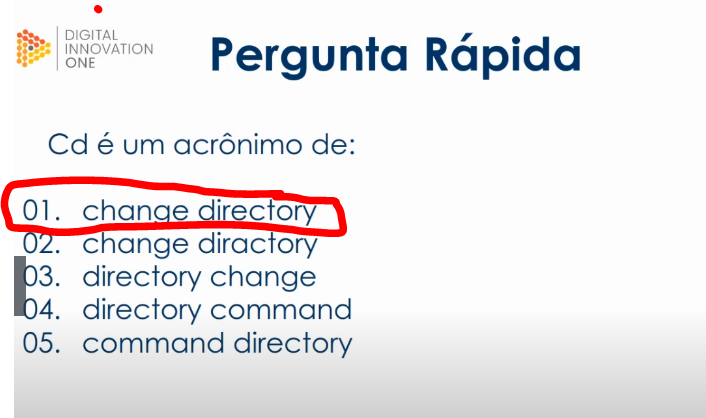 DIGITAL
INNOVATION
ONE
Pergunta Rápida
Cd é um acrônimo de:
01. change directory
02. change diractory
03. directory change
04. directory command
05. command directory